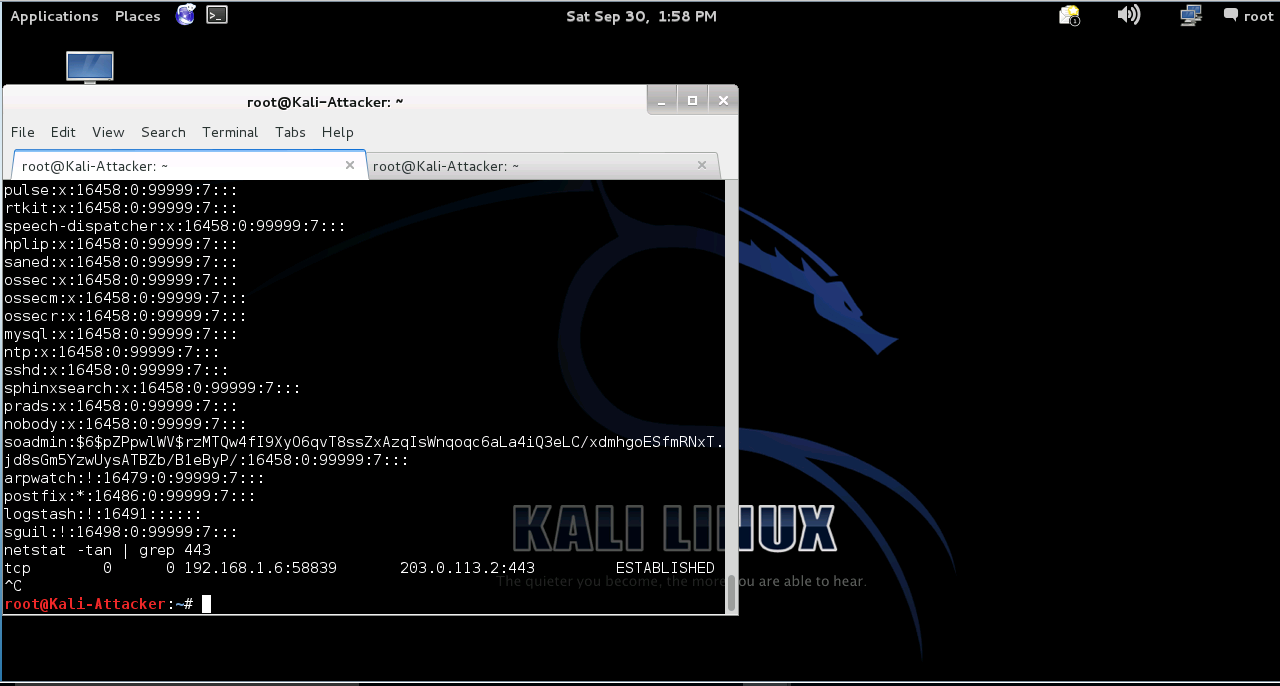 Applications Places Sat Sep 30, 1:58 PM 1 root
root@Kali-Attacker: ~
File Edit View Search Terminal Tabs Help
root@Kali-Attacker: ~ root@Kali-Attacker: ~
pulse:x:16458:0:99999:7:::
rtkit:x:16458:0:99999:7:::
speech-dispatcher:x:16458:0:99999:7:::
hplip:x:16458:0:99999:7:::
saned:x:16458:0:99999:7:::
ossec:x:16458:0:99999:7:::
ossecm:x:16458:0:99999:7:::
ossecr:x:16458:0:99999:7:::
mysql:x:16458:0:99999:7:::
ntp:x:16458:0:99999:7:::
sshd:x:16458:0:99999:7:::
sphinxsearch:x:16458:0:99999:7:::
prads:x:16458:0:99999:7:::
nobody:x:16458:0:99999:7:::
soadmin:$6$pZPpwlWV$rzMTQw4fI9XyO6qvT8ssZxAzqIsWnqoqc6aLa4iQ3eLC/xdmhgoESfmRNxT.
jd8sGm5YzwUysATBZb/B1eByP/:16458:0:99999:7:::
arpwatch:!:16479:0:99999:7:::
postfix:*:16486:0:99999:7:::
logstash:!:16491::::::
sguil:!:16498:0:99999:7:::
netstat -tan | grep 443
tcp 0 0 192.168.1.6:58839 203.0.113.2:443 ESTABLISHED
^C
root@Kali-Attacker:~#
KALI LINUX
The quieter you become, the more you are able to hear.